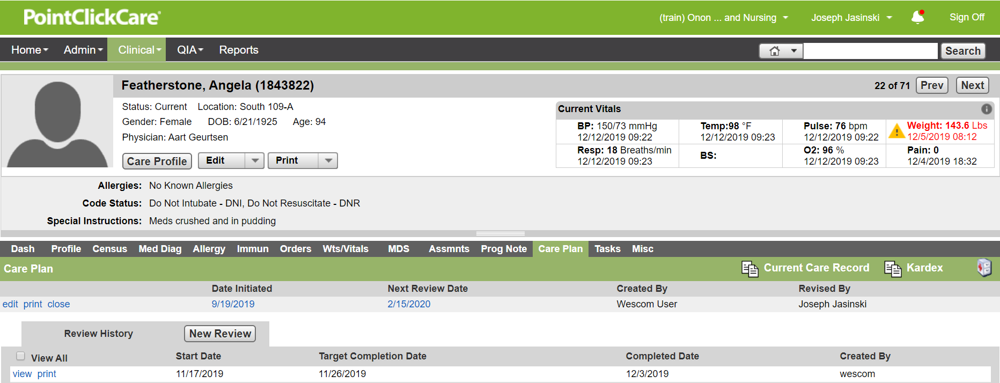 PointClickCare®
(train) Onon ... and Nursing Joseph Jasinski Sign Off
Home Admin Clinical QIA Reports Search
Featherstone, Angela (1843822) 22 of 71 Prev Next
Status: Current Location: South 109-A
Gender: Female DOB: 6/21/1925 Age: 94
Physician: Aart Geurtsen
Care Profile Edit Print
Current Vitals
BP: 150/73 mmHg Temp:98 °F Pulse: 76 bpm Weight: 143.6 Lbs
12/12/2019 09:22 12/12/2019 09:23 12/12/2019 09:22 12/5/2019 08:12
Resp: 18 Breaths/min BS: O2: 96 % Pain: 0
12/12/2019 09:23 12/12/2019 09:23 12/4/2019 18:32
Allergies: No Known Allergies
Code Status: Do Not Intubate - DNI, Do Not Resuscitate - DNR
Special Instructions: Meds crushed and in pudding
Dash Profile Census Med Diag Allergy Immun Orders Wts/Vitals MDS Assmnts Prog Note Care Plan Tasks Misc
Care Plan Current Care Record Kardex
Date Initiated Next Review Date Created By Revised By
edit print close 9/19/2019 2/15/2020 Wescom User Joseph Jasinski
Review History New Review
View All Start Date Target Completion Date Completed Date Created By
view print 11/17/2019 11/26/2019 12/3/2019 wescom